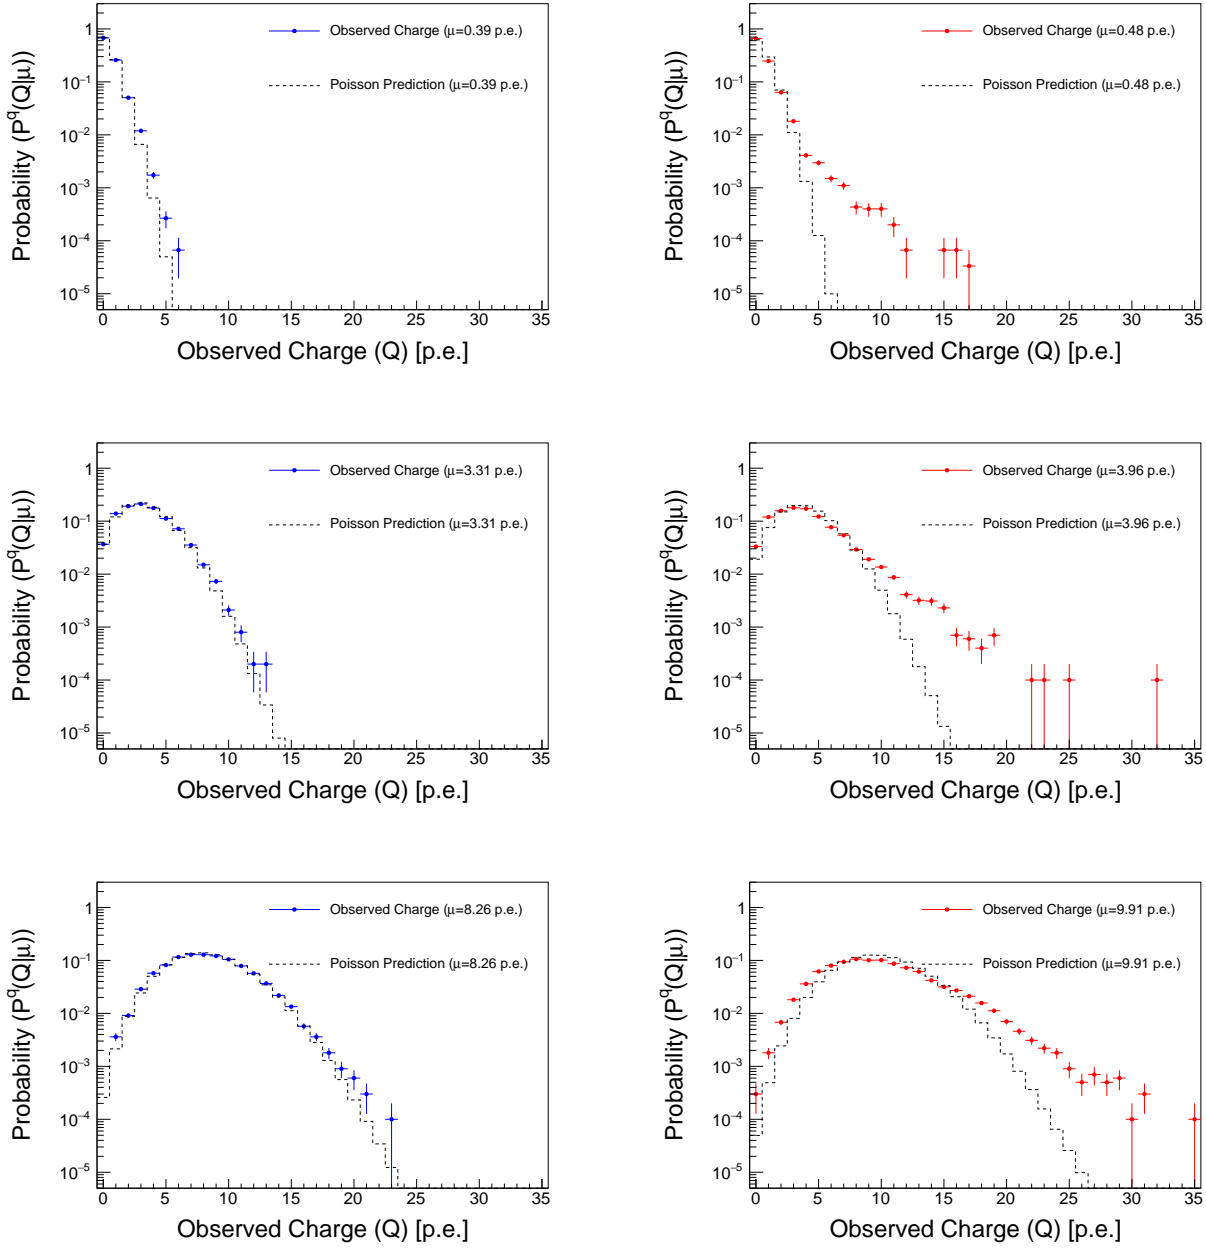 Probability (P^q(Q|μ))
1
10^−1
10^−2
10^−3
10^−4
10^−5
0 5 10 15 20 25 30 35
Observed Charge (Q) [p.e.]
Observed Charge (μ=0.39 p.e.)
Poisson Prediction (μ=0.39 p.e.)
Probability (P^q(Q|μ))
1
10^−1
10^−2
10^−3
10^−4
10^−5
0 5 10 15 20 25 30 35
Observed Charge (Q) [p.e.]
Observed Charge (μ=0.48 p.e.)
Poisson Prediction (μ=0.48 p.e.)
Probability (P^q(Q|μ))
1
10^−1
10^−2
10^−3
10^−4
10^−5
0 5 10 15 20 25 30 35
Observed Charge (Q) [p.e.]
Observed Charge (μ=3.31 p.e.)
Poisson Prediction (μ=3.31 p.e.)
Probability (P^q(Q|μ))
1
10^−1
10^−2
10^−3
10^−4
10^−5
0 5 10 15 20 25 30 35
Observed Charge (Q) [p.e.]
Observed Charge (μ=3.96 p.e.)
Poisson Prediction (μ=3.96 p.e.)
Probability (P^q(Q|μ))
1
10^−1
10^−2
10^−3
10^−4
10^−5
0 5 10 15 20 25 30 35
Observed Charge (Q) [p.e.]
Observed Charge (μ=8.26 p.e.)
Poisson Prediction (μ=8.26 p.e.)
Probability (P^q(Q|μ))
1
10^−1
10^−2
10^−3
10^−4
10^−5
0 5 10 15 20 25 30 35
Observed Charge (Q) [p.e.]
Observed Charge (μ=9.91 p.e.)
Poisson Prediction (μ=9.91 p.e.)